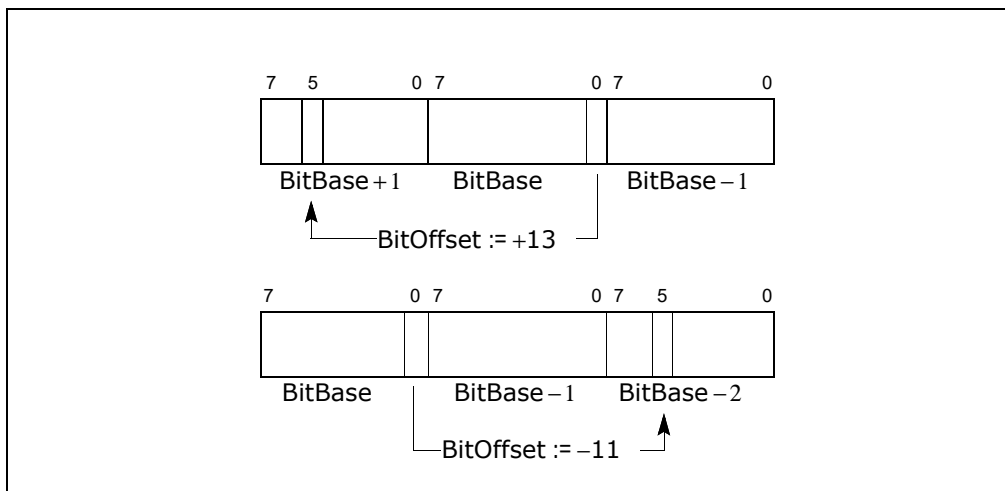 7 5 0 7 0 7 0
BitBase + 1 BitBase BitBase – 1
BitOffset := +13
7 0 7 0 7 5 0
BitBase BitBase – 1 BitBase – 2
BitOffset := –11